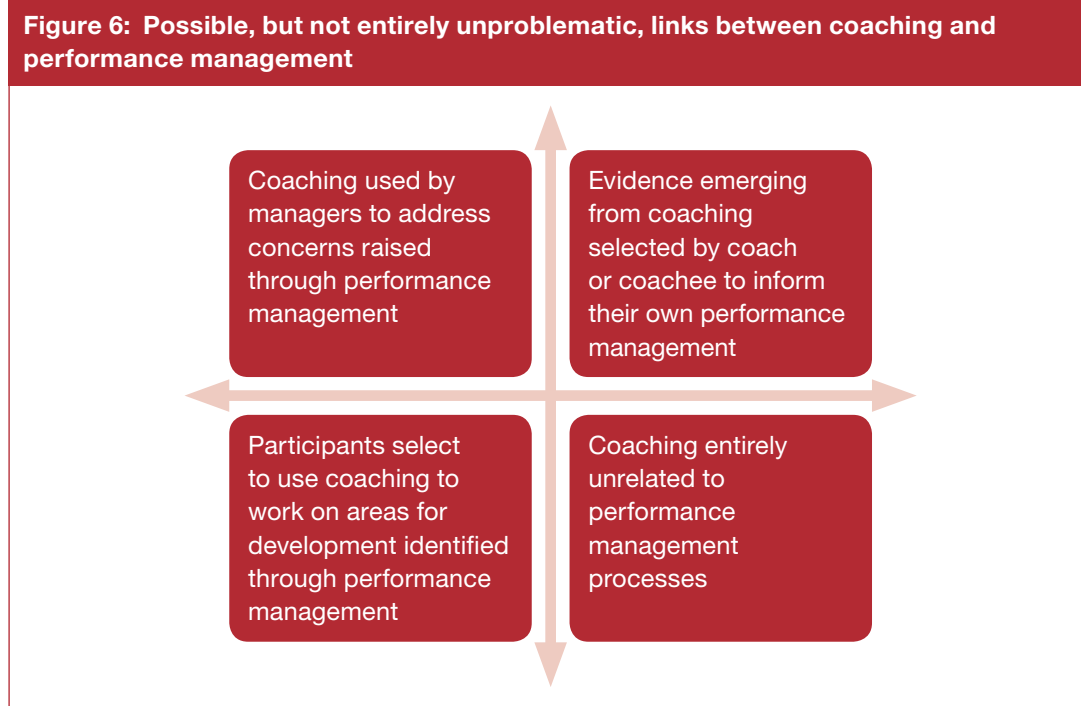 Figure 6: Possible, but not entirely unproblematic, links between coaching and
performance management
Coaching used by
managers to address
concerns raised
through performance
management
Evidence emerging
from coaching
selected by coach
or coachee to inform
their own performance
management
Participants select
to use coaching to
work on areas for
development identified
through performance
management
Coaching entirely
unrelated to
performance
management
processes